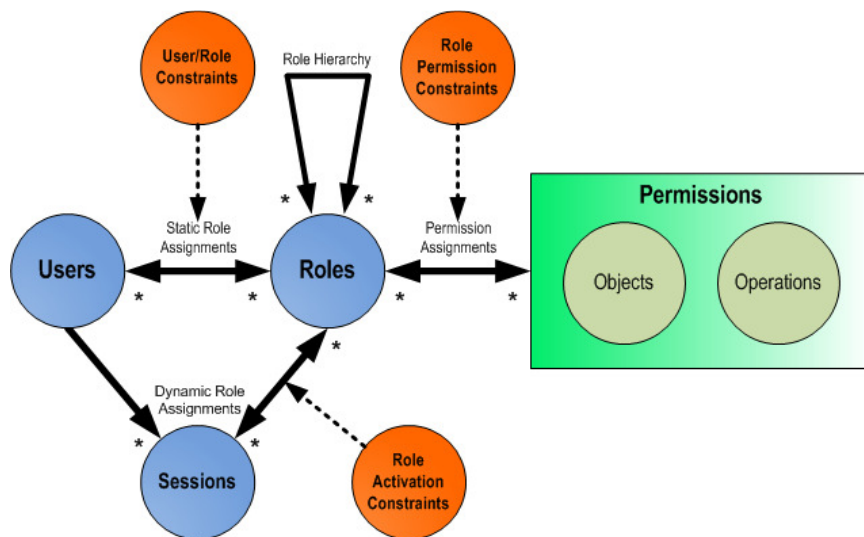 User/Role
Constraints
Role Hierarchy
Role
Permission
Constraints
* *
Static Role
Assignments
Permission
Assignments
Permissions
Users
Roles
Objects
Operations
* *
* *
*
Dynamic Role
Assignments
* *
Sessions
Role
Activation
Constraints